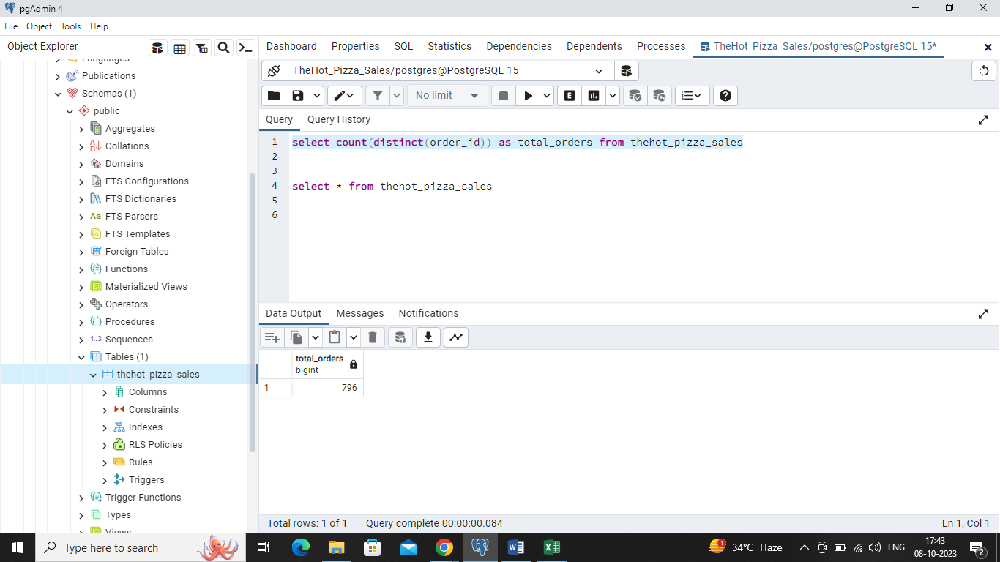 pgAdmin 4
File Object Tools Help
Object Explorer
Dashboard Properties SQL Statistics Dependencies Dependents Processes TheHot_Pizza_Sales/postgres@PostgreSQL 15*
Languages
Publications
Schemas (1)
public
Aggregates
Collations
Domains
FTS Configurations
FTS Dictionaries
Aa FTS Parsers
FTS Templates
Foreign Tables
Functions
Materialized Views
Operators
Procedures
1..3 Sequences
Tables (1)
thehot_pizza_sales
Columns
Constraints
Indexes
RLS Policies
Rules
Triggers
Trigger Functions
Types
Views
TheHot_Pizza_Sales/postgres@PostgreSQL 15
No limit
E
Query Query History
1 select count(distinct(order_id)) as total_orders from thehot_pizza_sales
2
3
4 select * from thehot_pizza_sales
5
6
Data Output Messages Notifications
total_orders
bigint
1 796
Total rows: 1 of 1 Query complete 00:00:00.084 Ln 1, Col 1
Type here to search
1
34°C Haze
ENG
17:43
08-10-2023
2